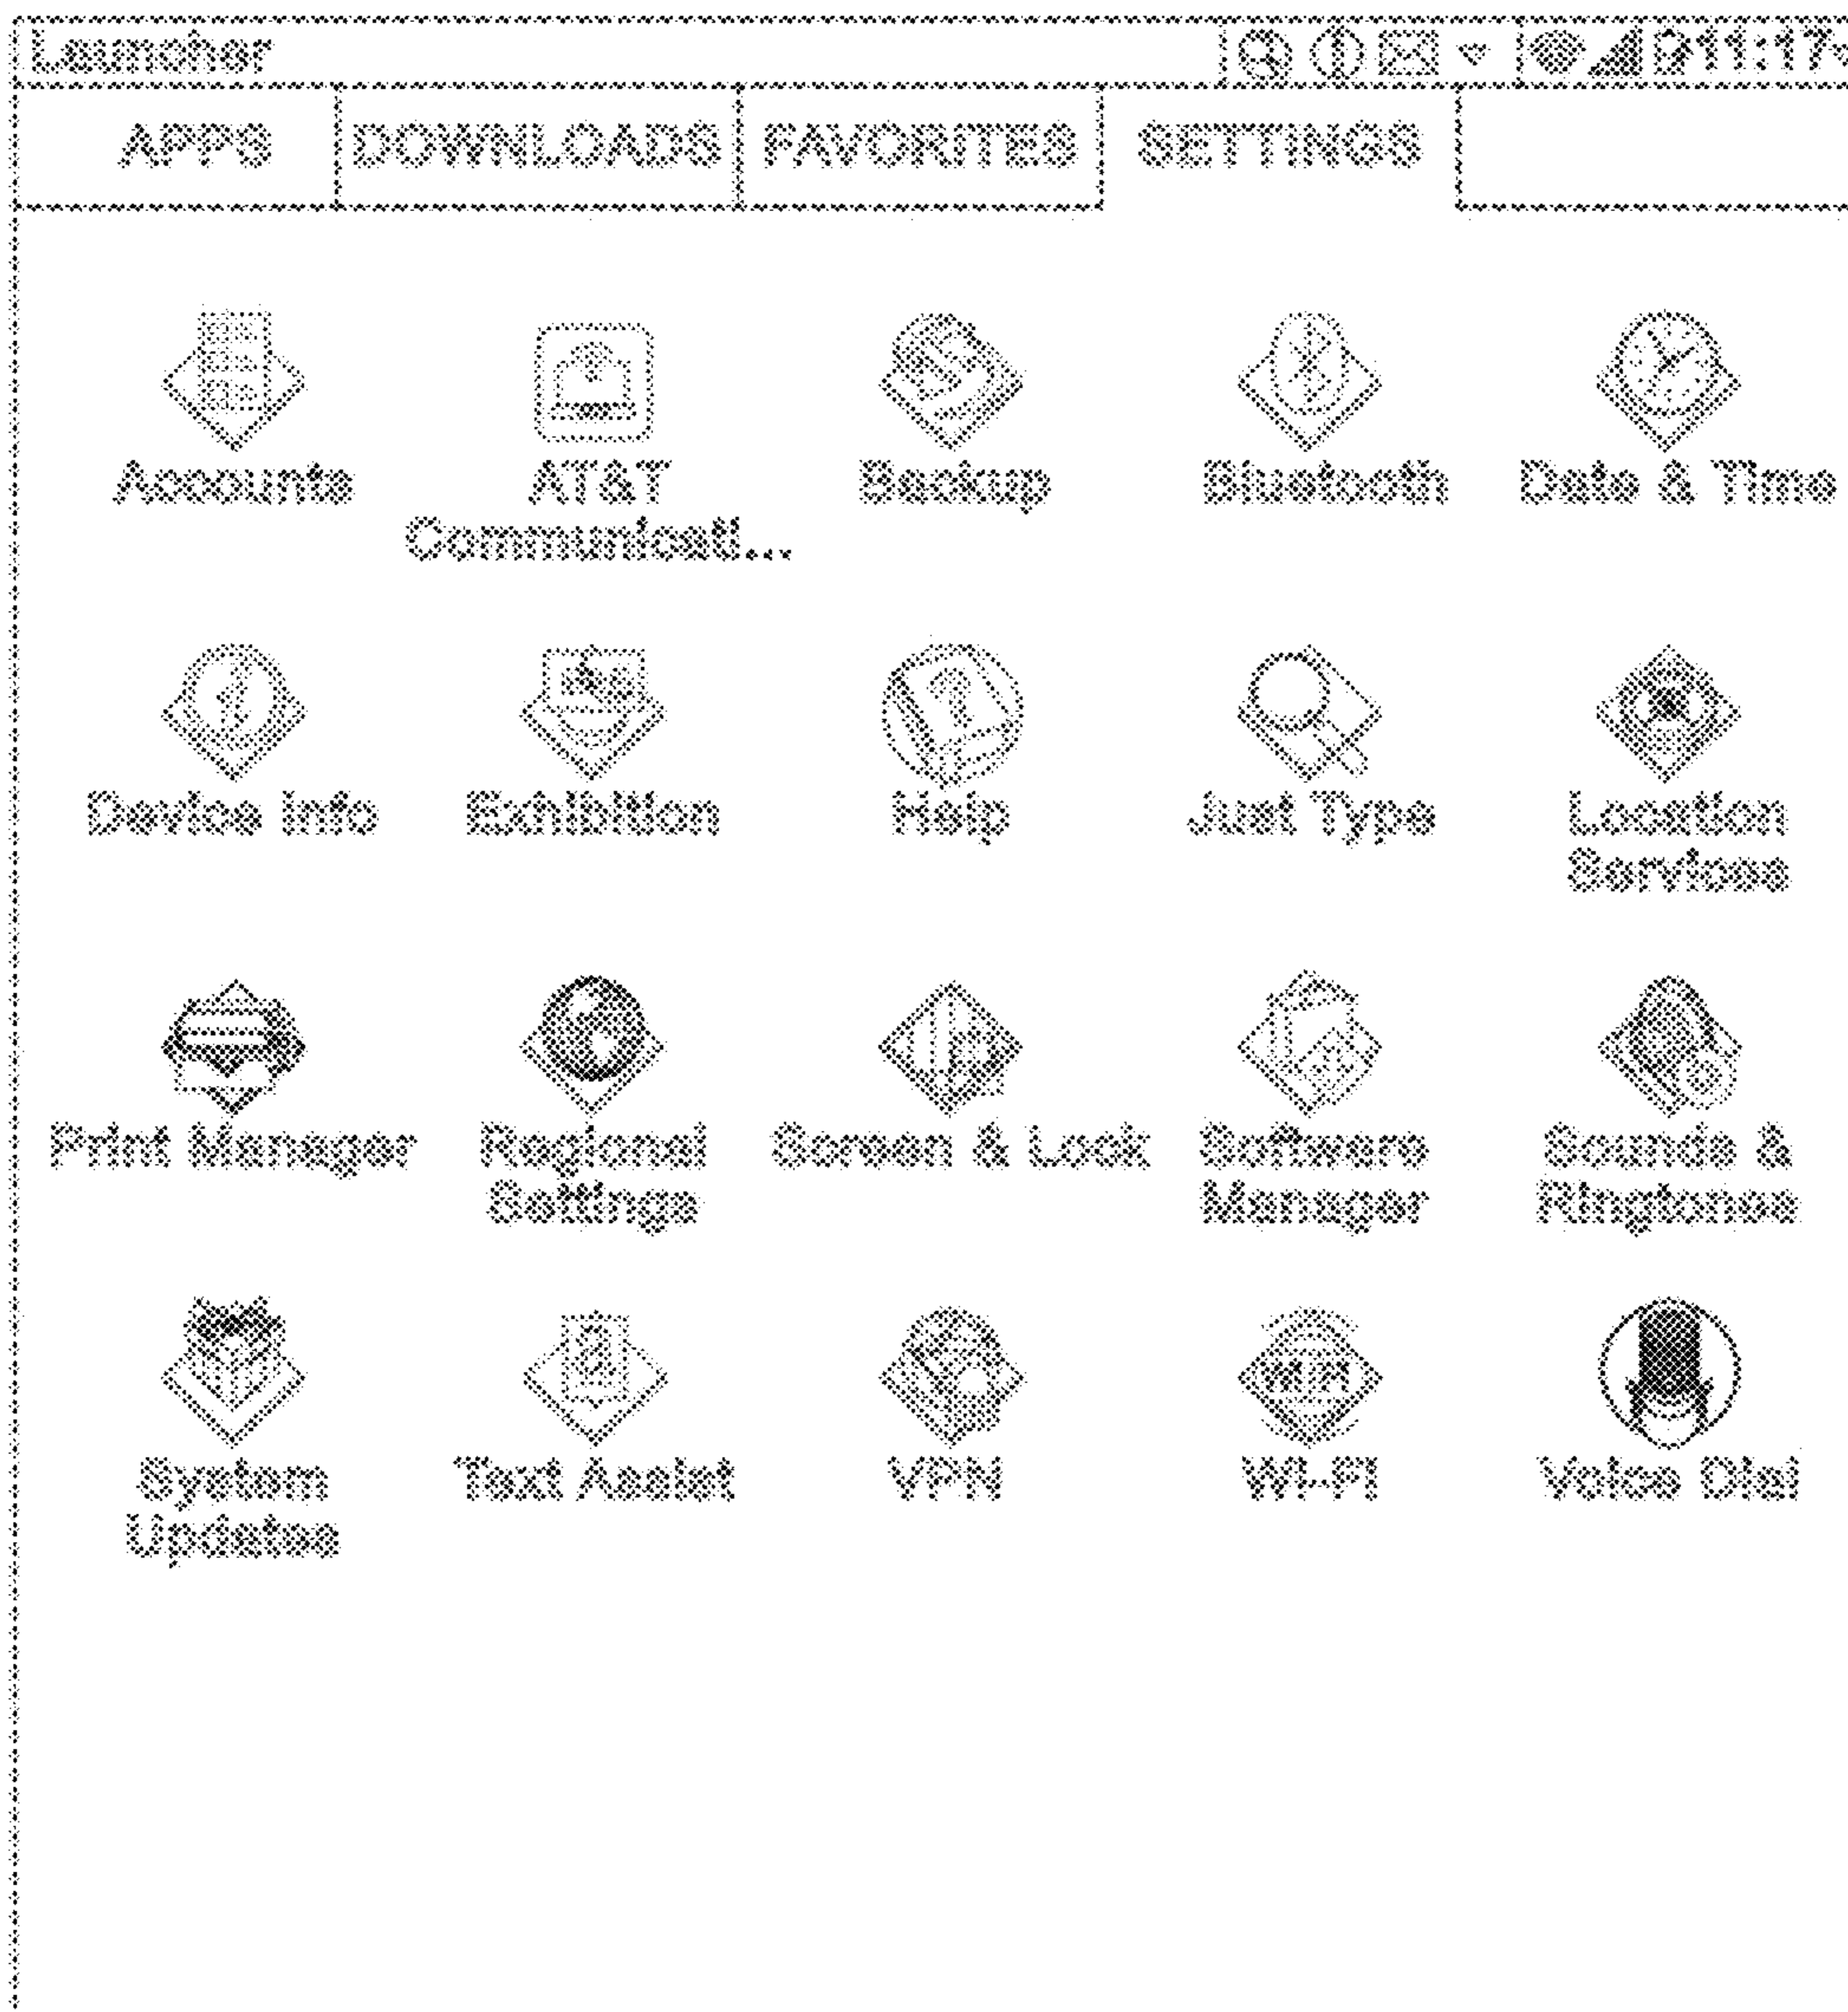 Launcher
11:17
APPS DOWNLOADS FAVORITES SETTINGS
Accounts AT&T Backup Bluetooth Date & Time
Communicati...
Device Info Exhibition Help Just Type Location
Services
Print Manager Regional Screen & Lock Software Sounds &
Settings Manager Ringtones
System Text Assist VPN Wi-Fi Voice Dial
Updates